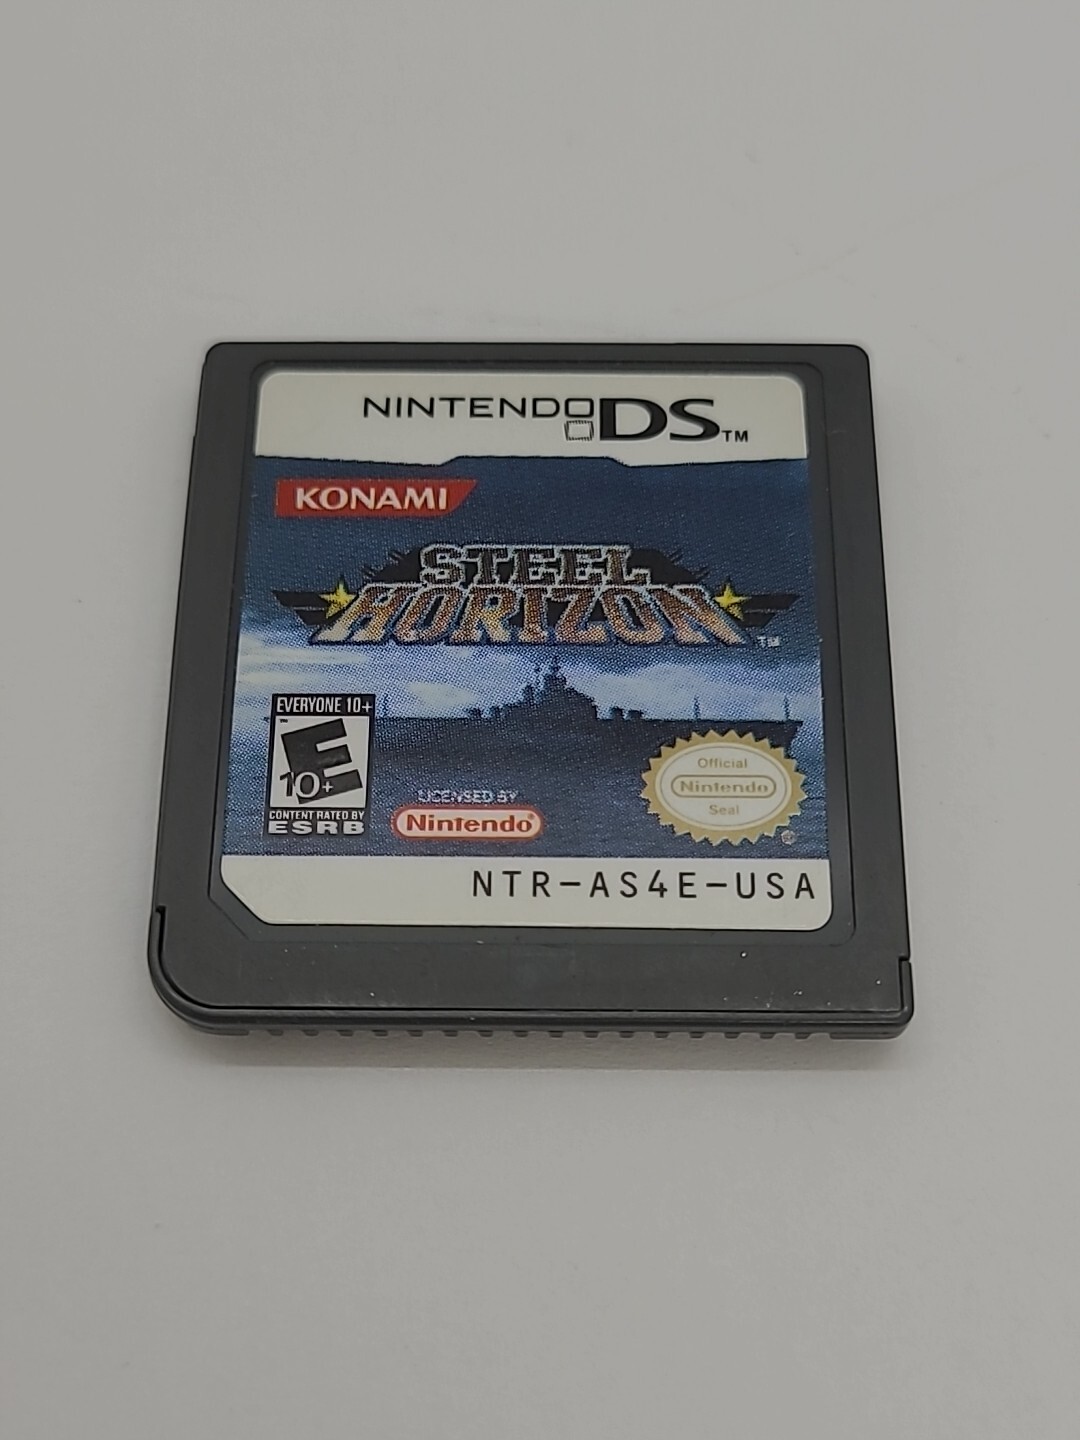 NINTENDO DS™
KONAMI
STEEL
HORIZON™
EVERYONE 10+
™
E
10+
CONTENT RATED BY
ESRB
LICENSED BY
Nintendo®
Official
Nintendo
Seal
®
NTR-AS4E-USA